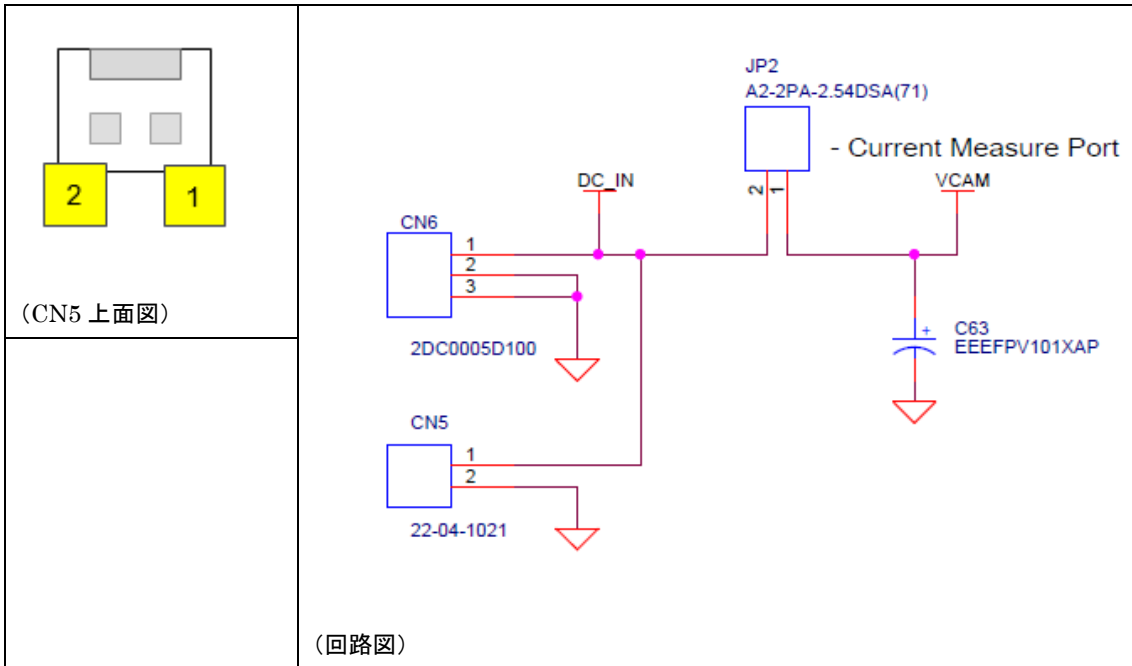 2
1
（CN5 上面図）
JP2
A2-2PA-2.54DSA(71)
- Current Measure Port
2
1
DC_IN
VCAM
CN6
1
2
3
2DC0005D100
C63
EEEFPV101XAP
+
CN5
1
2
22-04-1021
（回路図）